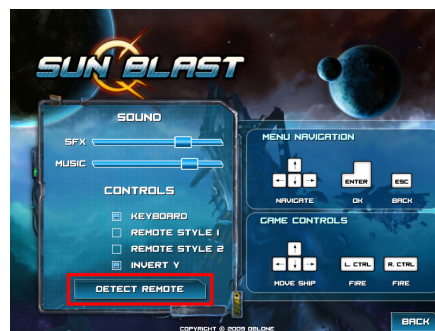 SUN BLAST
SOUND
SFX
MUSIC
CONTROLS
KEYBOARD
REMOTE STYLE 1
REMOTE STYLE 2
INVERT Y
DETECT REMOTE
MENU NAVIGATION
ENTER ESC
NAVIGATE OK BACK
GAME CONTROLS
L. CTRL R. CTRL
MOVE SHIP FIRE FIRE
BACK
COPYRIGHT © 2009 DSLONE